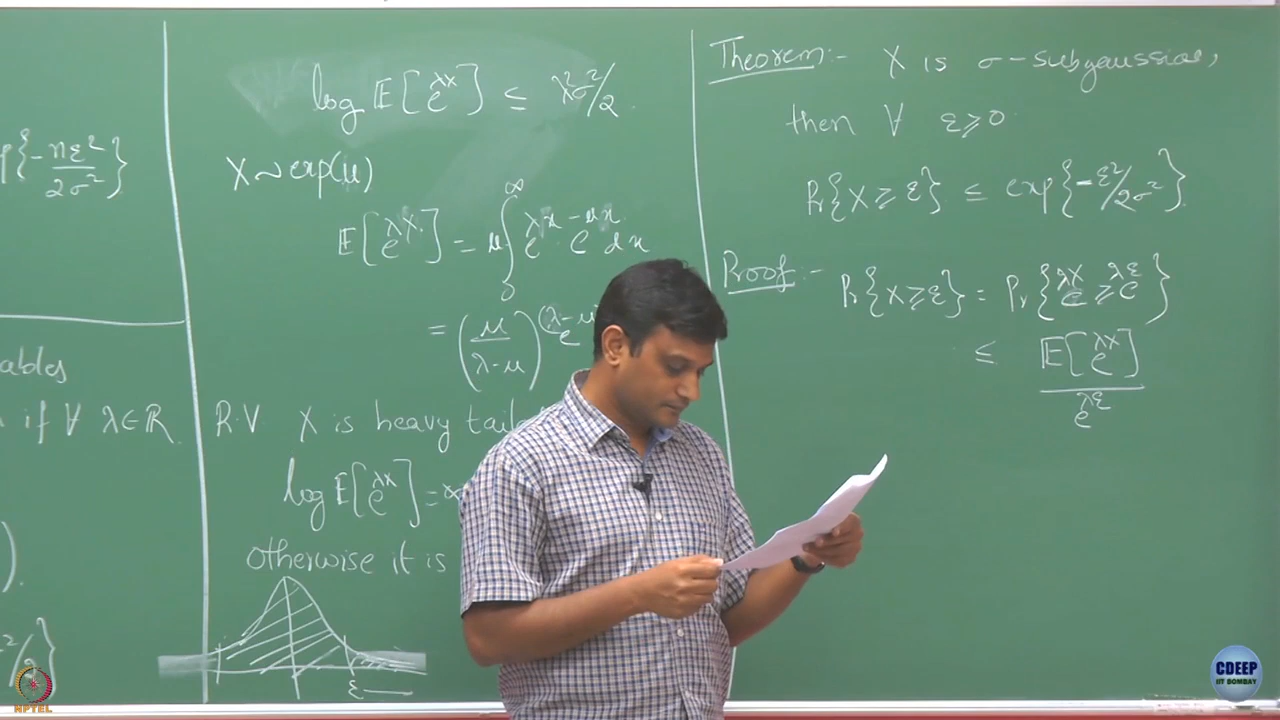 p{-nε²/2σ²}
ables
if ∀ λ∈ℝ.
log E[e^{λX}] ≤ λ²σ²/2.
X ~ exp(μ)
E[e^{λX}] = μ ∫₀^∞ e^{λx} e^{-μx} dx
= (μ/(λ-μ)) e^{(λ-μ
R.V X is heavy tail
log E[e^{λX}] = ∞
otherwise it is
ε
Theorem:- X is σ-subgaussian,
then ∀ ε≥0
Pr{X ≥ ε} ≤ exp{-ε²/2σ²}.
Proof:- Pr{X≥ε} = Pr{e^{λX} ≥ e^{λε}}
≤ E[e^{λX}]/e^{λε}
NPTEL
CDEEP
IIT BOMBAY